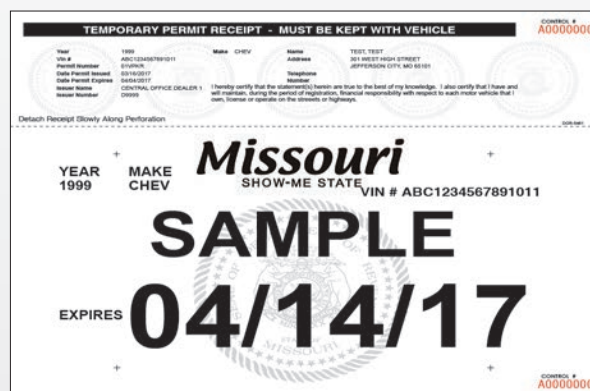 TEMPORARY PERMIT RECEIPT - MUST BE KEPT WITH VEHICLE
CONTROL #
A0000000
Year 1999 Make CHEV Name TEST, TEST
Vin # ABC1234567891011 Address 301 WEST HIGH STREET
Permit Number 01VPKR JEFFERSON CITY, MO 65101
Date Permit Issued 03/16/2017 Telephone
Date Permit Expires 04/04/2017 Number
Issuer Name CENTRAL OFFICE DEALER 1
Issuer Number D9999
I hereby certify that the statement(s) herein are true to the best of my knowledge. I also certify that I have and
will maintain, during the period of registration, financial responsibility with respect to each motor vehicle that I
own, license or operate on the streets or highways.
Detach Receipt Slowly Along Perforation
Missouri
SHOW-ME STATE
YEAR MAKE
1999 CHEV
VIN # ABC1234567891011
SAMPLE
EXPIRES 04/14/17
CONTROL #
A0000000